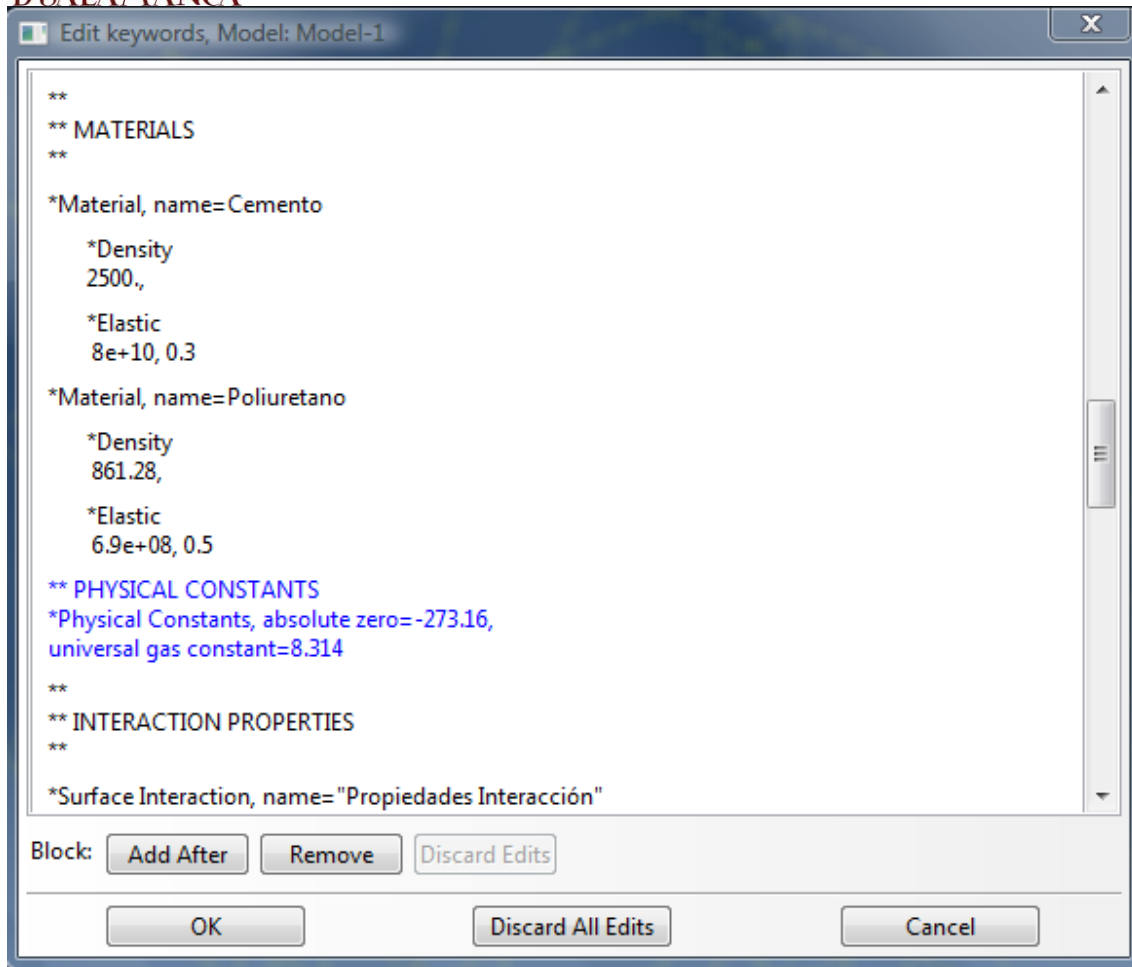 Edit keywords, Model: Model-1
**
** MATERIALS
**
*Material, name=Cemento
*Density
2500.,
*Elastic
8e+10, 0.3
*Material, name=Poliuretano
*Density
861.28,
*Elastic
6.9e+08, 0.5
** PHYSICAL CONSTANTS
*Physical Constants, absolute zero=-273.16,
universal gas constant=8.314
**
** INTERACTION PROPERTIES
**
*Surface Interaction, name="Propiedades Interacción"
Block: Add After Remove Discard Edits
OK Discard All Edits Cancel